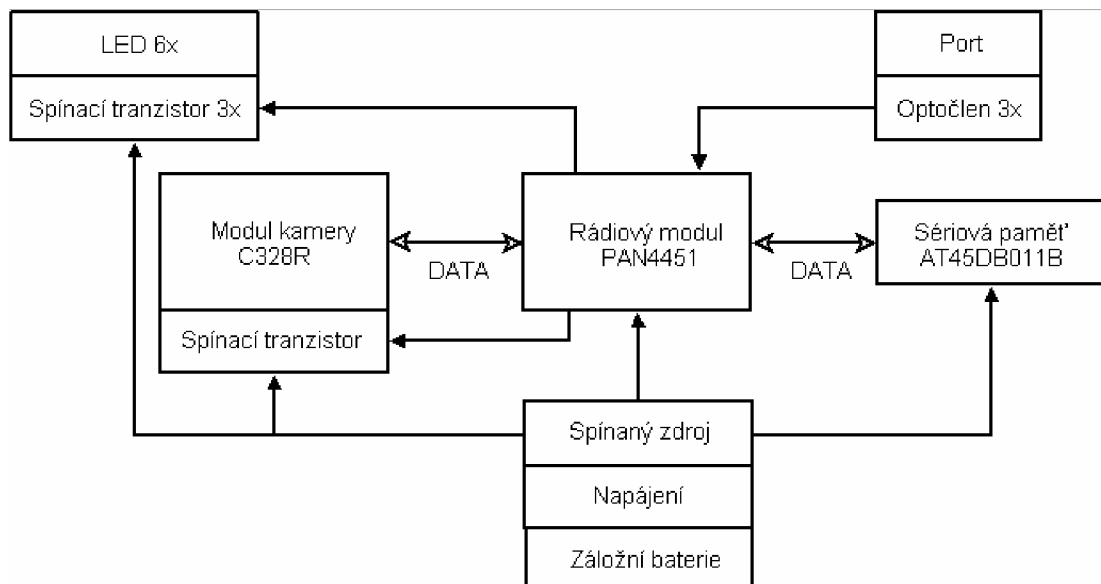 LED 6x
Spínací tranzistor 3x
Port
Optočlen 3x
Modul kamery
C328R
DATA
Rádiový modul
PAN4451
DATA
Sériová paměť
AT45DB011B
Spínací tranzistor
Spínaný zdroj
Napájení
Záložní baterie